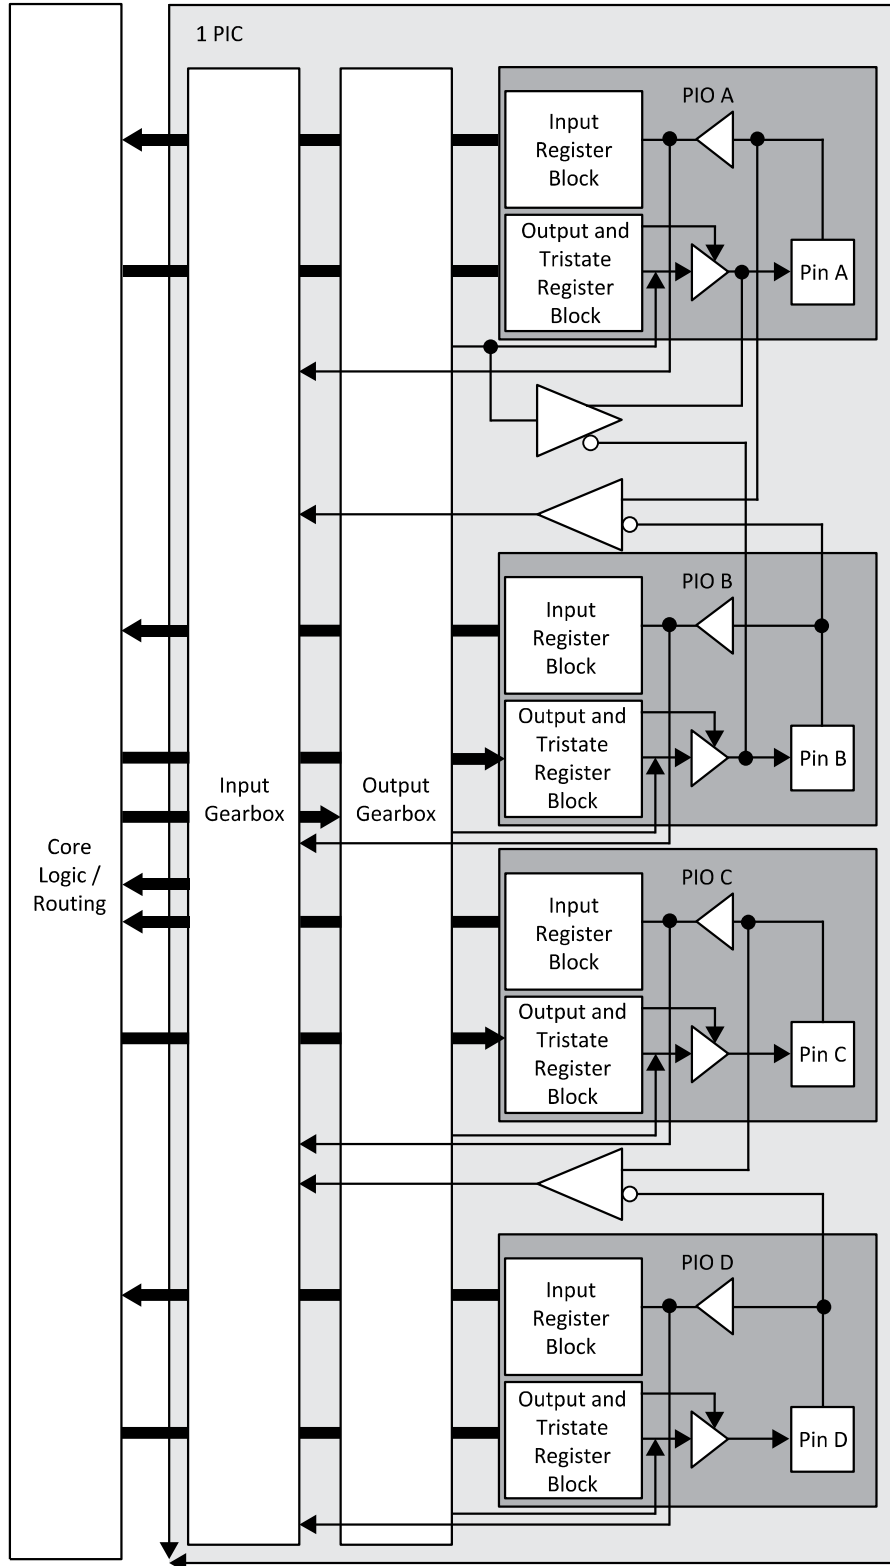 1 PIC
PIO A
Input
Register
Block
Output and
Tristate
Register
Block
Pin A
PIO B
Input
Register
Block
Output and
Tristate
Register
Block
Pin B
Input
Gearbox
Output
Gearbox
Core
Logic /
Routing
PIO C
Input
Register
Block
Output and
Tristate
Register
Block
Pin C
PIO D
Input
Register
Block
Output and
Tristate
Register
Block
Pin D